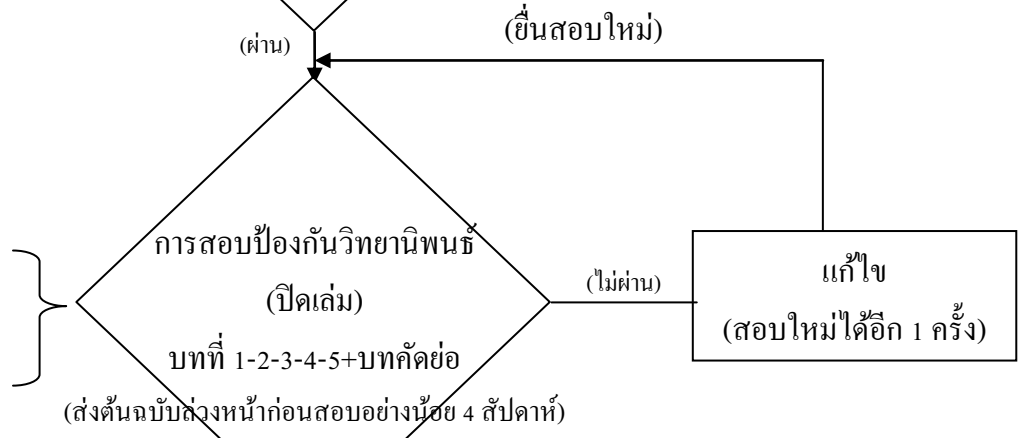 (ผ่าน)
(ยื่นสอบใหม่)
การสอบป้องกันวิทยานิพนธ์
(ปิดเล่ม)
บทที่ 1-2-3-4-5+บทคัดย่อ
(ส่งต้นฉบับล่วงหน้าก่อนสอบอย่างน้อย 4 สัปดาห์)
(ไม่ผ่าน)
แก้ไข
(สอบใหม่ได้อีก 1 ครั้ง)